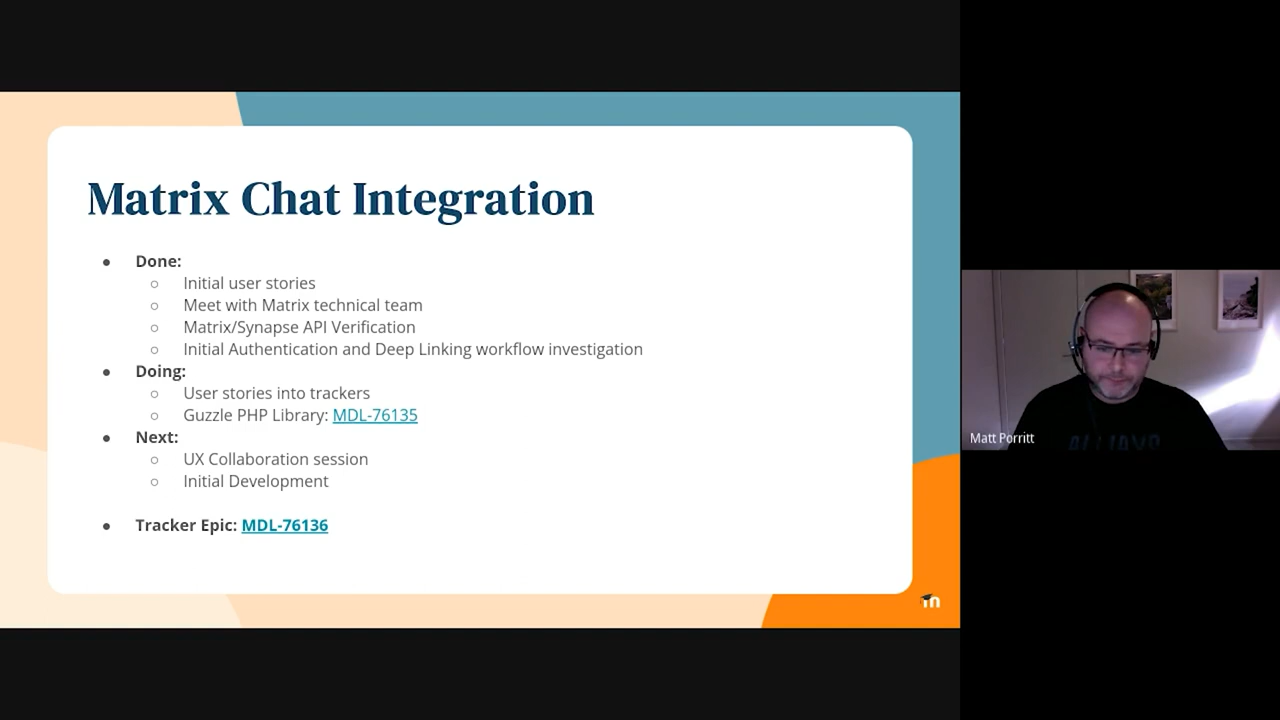 Matrix Chat Integration
● Done:
○ Initial user stories
○ Meet with Matrix technical team
○ Matrix/Synapse API Verification
○ Initial Authentication and Deep Linking workflow investigation
● Doing:
○ User stories into trackers
○ Guzzle PHP Library: MDL-76135
● Next:
○ UX Collaboration session
○ Initial Development
● Tracker Epic: MDL-76136
Matt Porritt